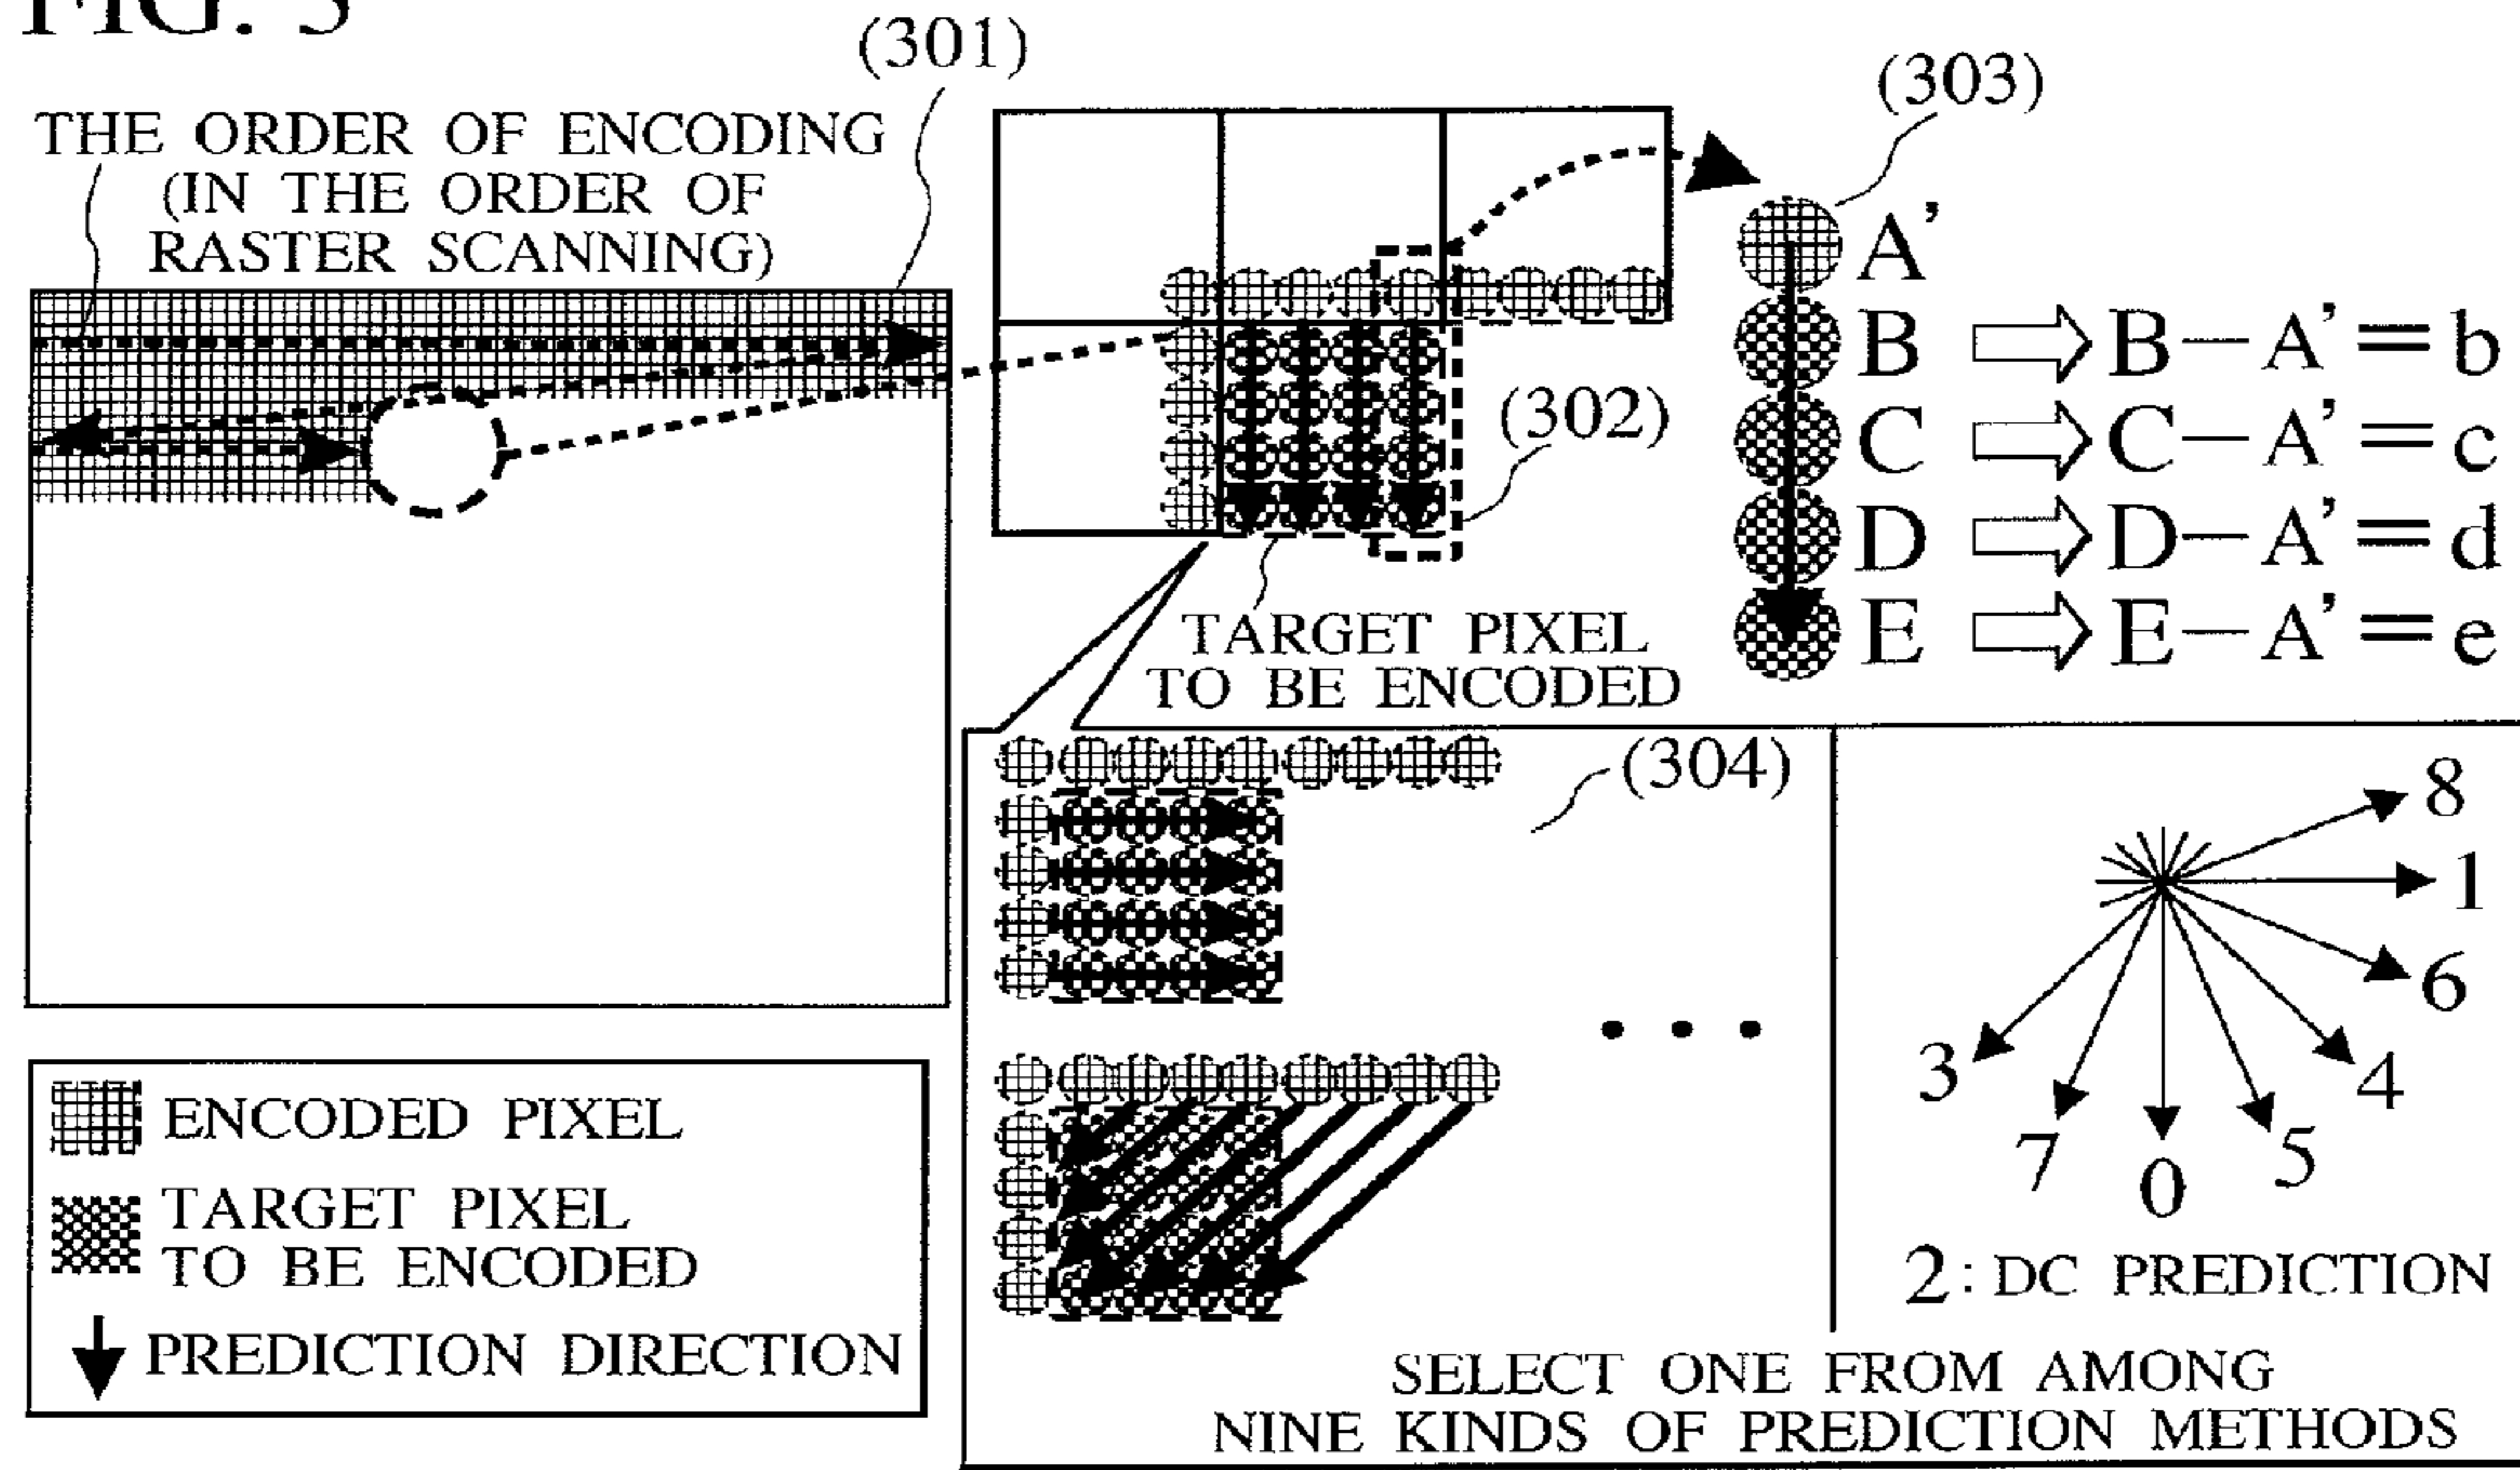 FIG. 3
(301)
(303)
THE ORDER OF ENCODING
(IN THE ORDER OF
RASTER SCANNING)
A’
B ⇨ B—A’=b
C ⇨ C—A’=c
D ⇨ D—A’=d
E ⇨ E—A’=e
(302)
TARGET PIXEL
TO BE ENCODED
(304)
8
1
6
4
5
0
7
3
2: DC PREDICTION
SELECT ONE FROM AMONG
NINE KINDS OF PREDICTION METHODS
ENCODED PIXEL
TARGET PIXEL
TO BE ENCODED
PREDICTION DIRECTION